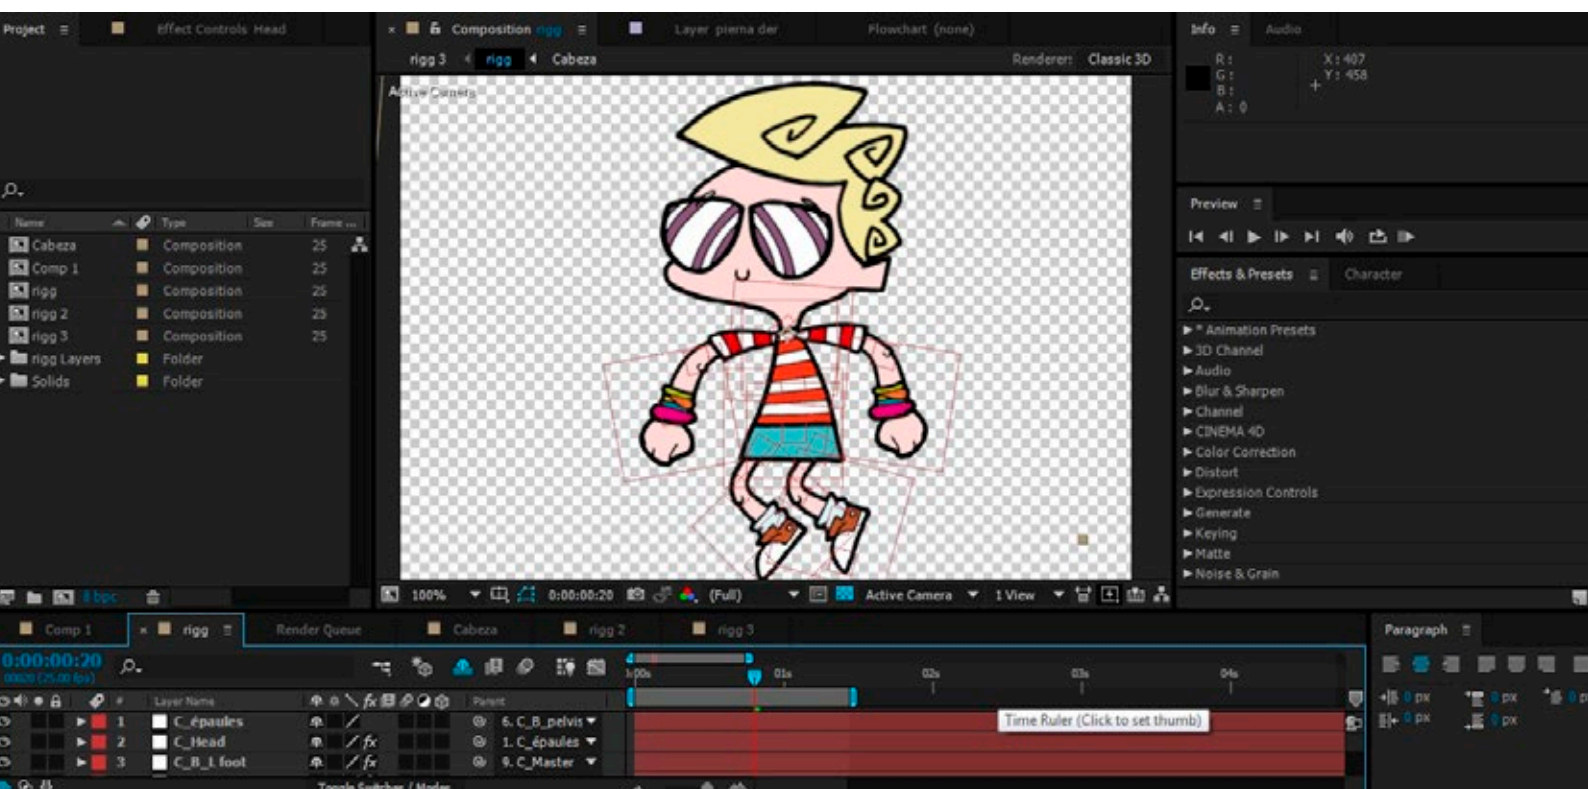 Project
Effect Controls Head
Composition rigg
Layer pierna der
Flowchart (none)
Info
Audio
rigg 3
rigg
Cabeza
Renderer: Classic 3D
Active Camera
R:
G:
B:
A: 0
X: 407
Y: 458
Name
Type
Size
Frame ...
Cabeza Composition 25
Comp 1 Composition 25
rigg Composition 25
rigg 2 Composition 25
rigg 3 Composition 25
rigg Layers Folder
Solids Folder
Preview
Effects & Presets
Character
* Animation Presets
3D Channel
Audio
Blur & Sharpen
Channel
CINEMA 4D
Color Correction
Distort
Expression Controls
Generate
Keying
Matte
Noise & Grain
8 bpc
100%
0:00:00:20
(Full)
Active Camera
1 View
Comp 1
rigg
Render Queue
Cabeza
rigg 2
rigg 3
Paragraph
0:00:00:20
00020 (25.00 fps)
01s
02s
03s
04s
0 px
0 px
0 px
0 px
# Layer Name
Parent
1 C_épaules 6. C_B_pelvis
2 C_Head fx 1. C_épaules
3 C_B_L foot fx 9. C_Master
Time Ruler (Click to set thumb)
Toggle Switches / Modes